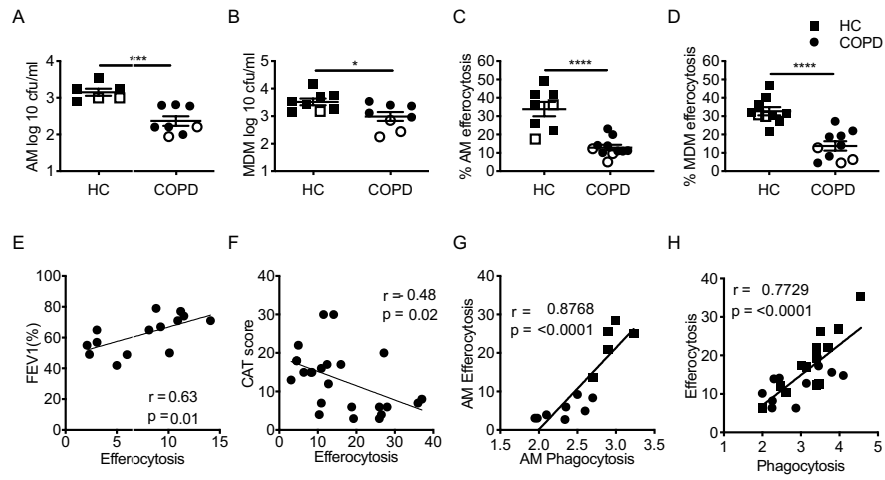 A
B
C
D
HC
COPD
AM log 10 cfu/ml
4
3
2
1
***
HC
COPD
MDM log 10 cfu/ml
5
4
3
2
1
*
HC
COPD
% AM efferocytosis
60
50
40
30
20
10
0
****
HC
COPD
% MDM efferocytosis
60
50
40
30
20
10
0
****
HC
COPD
E
F
G
H
FEV1(%)
100
80
60
40
20
0
r = 0.63
p = 0.01
0
5
10
15
Efferocytosis
CAT score
40
30
20
10
0
r = - 0.48
p = 0.02
0
10
20
30
40
Efferocytosis
AM Efferocytosis
40
30
20
10
0
r = 0.8768
p = <0.0001
1.5
2.0
2.5
3.0
3.5
AM Phagocytosis
Efferocytosis
40
30
20
10
0
r = 0.7729
p = <0.0001
1
2
3
4
5
Phagocytosis